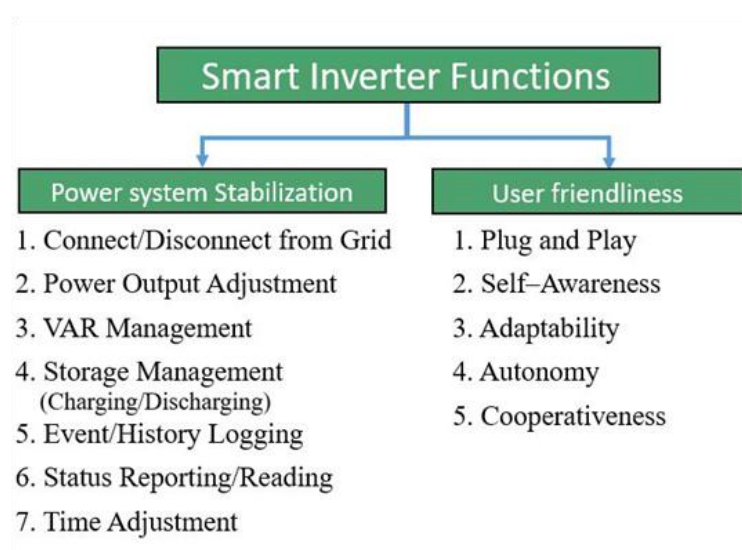 Smart Inverter Functions
Power system Stabilization
1. Connect/Disconnect from Grid
2. Power Output Adjustment
3. VAR Management
4. Storage Management
(Charging/Discharging)
5. Event/History Logging
6. Status Reporting/Reading
7. Time Adjustment
User friendliness
1. Plug and Play
2. Self–Awareness
3. Adaptability
4. Autonomy
5. Cooperativeness